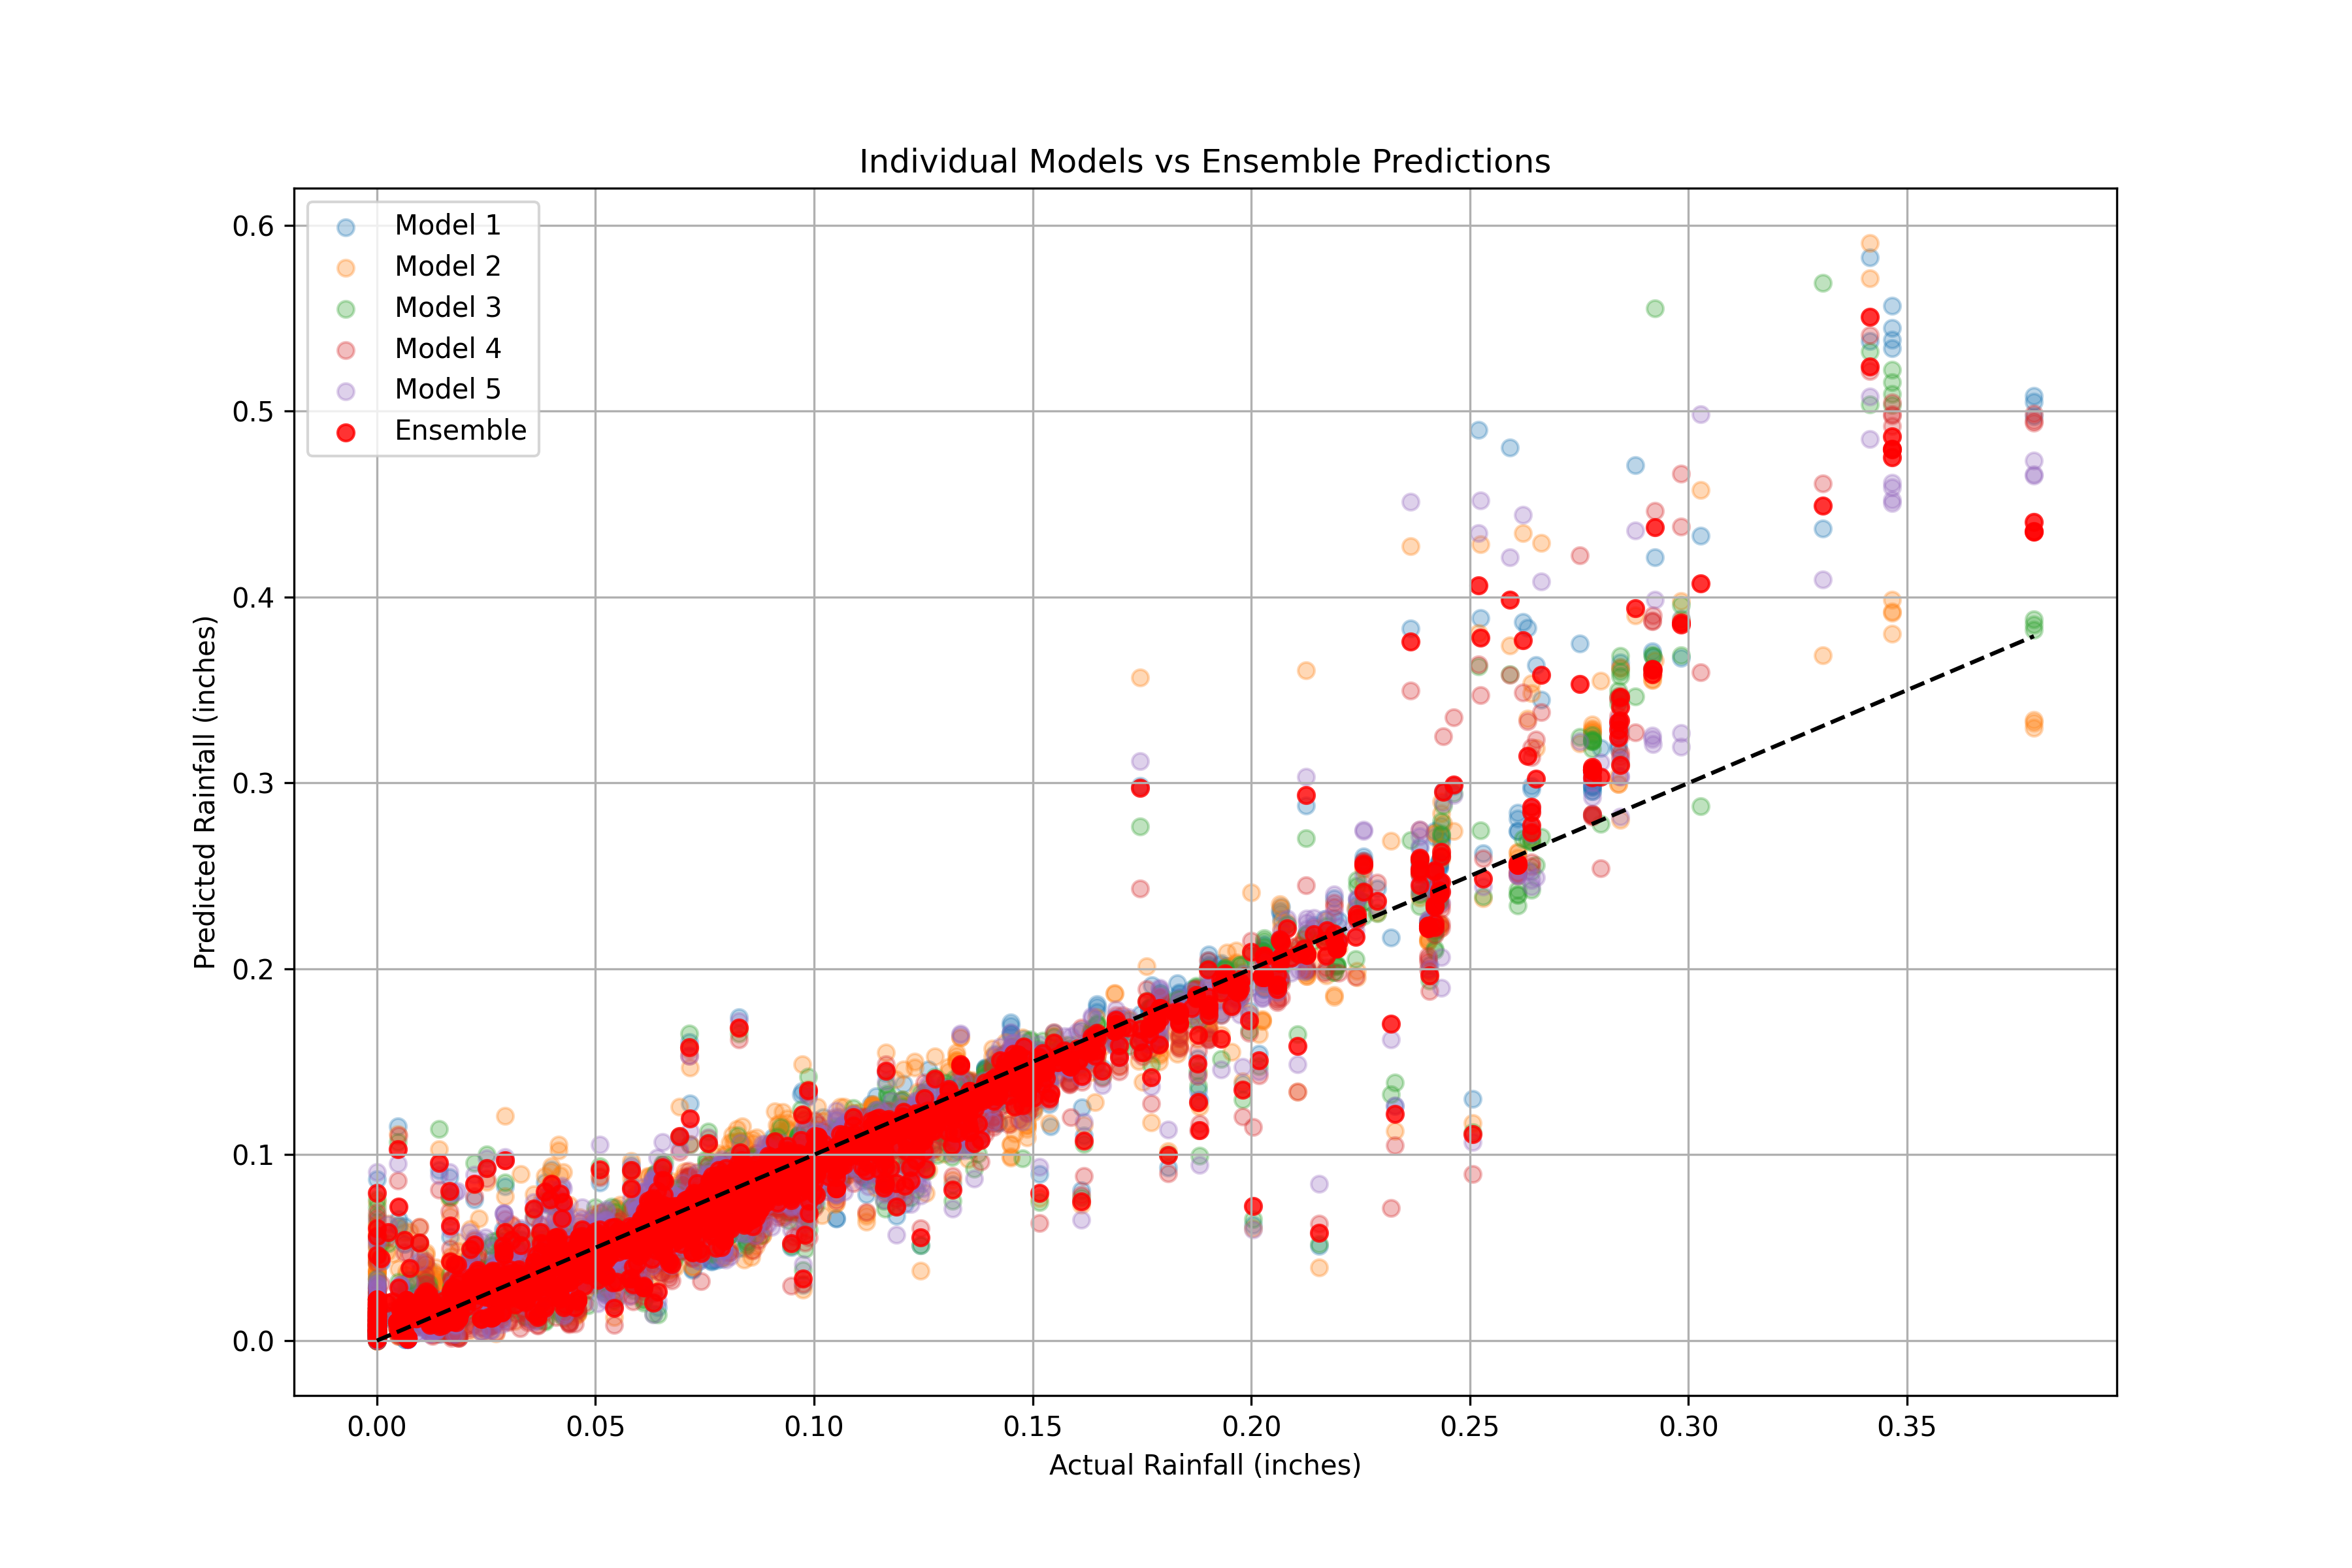 Individual Models vs Ensemble Predictions
Model 1
Model 2
Model 3
Model 4
Model 5
Ensemble
Predicted Rainfall (inches)
0.6
0.5
0.4
0.3
0.2
0.1
0.0
0.00
0.05
0.10
0.15
0.20
0.25
0.30
0.35
Actual Rainfall (inches)